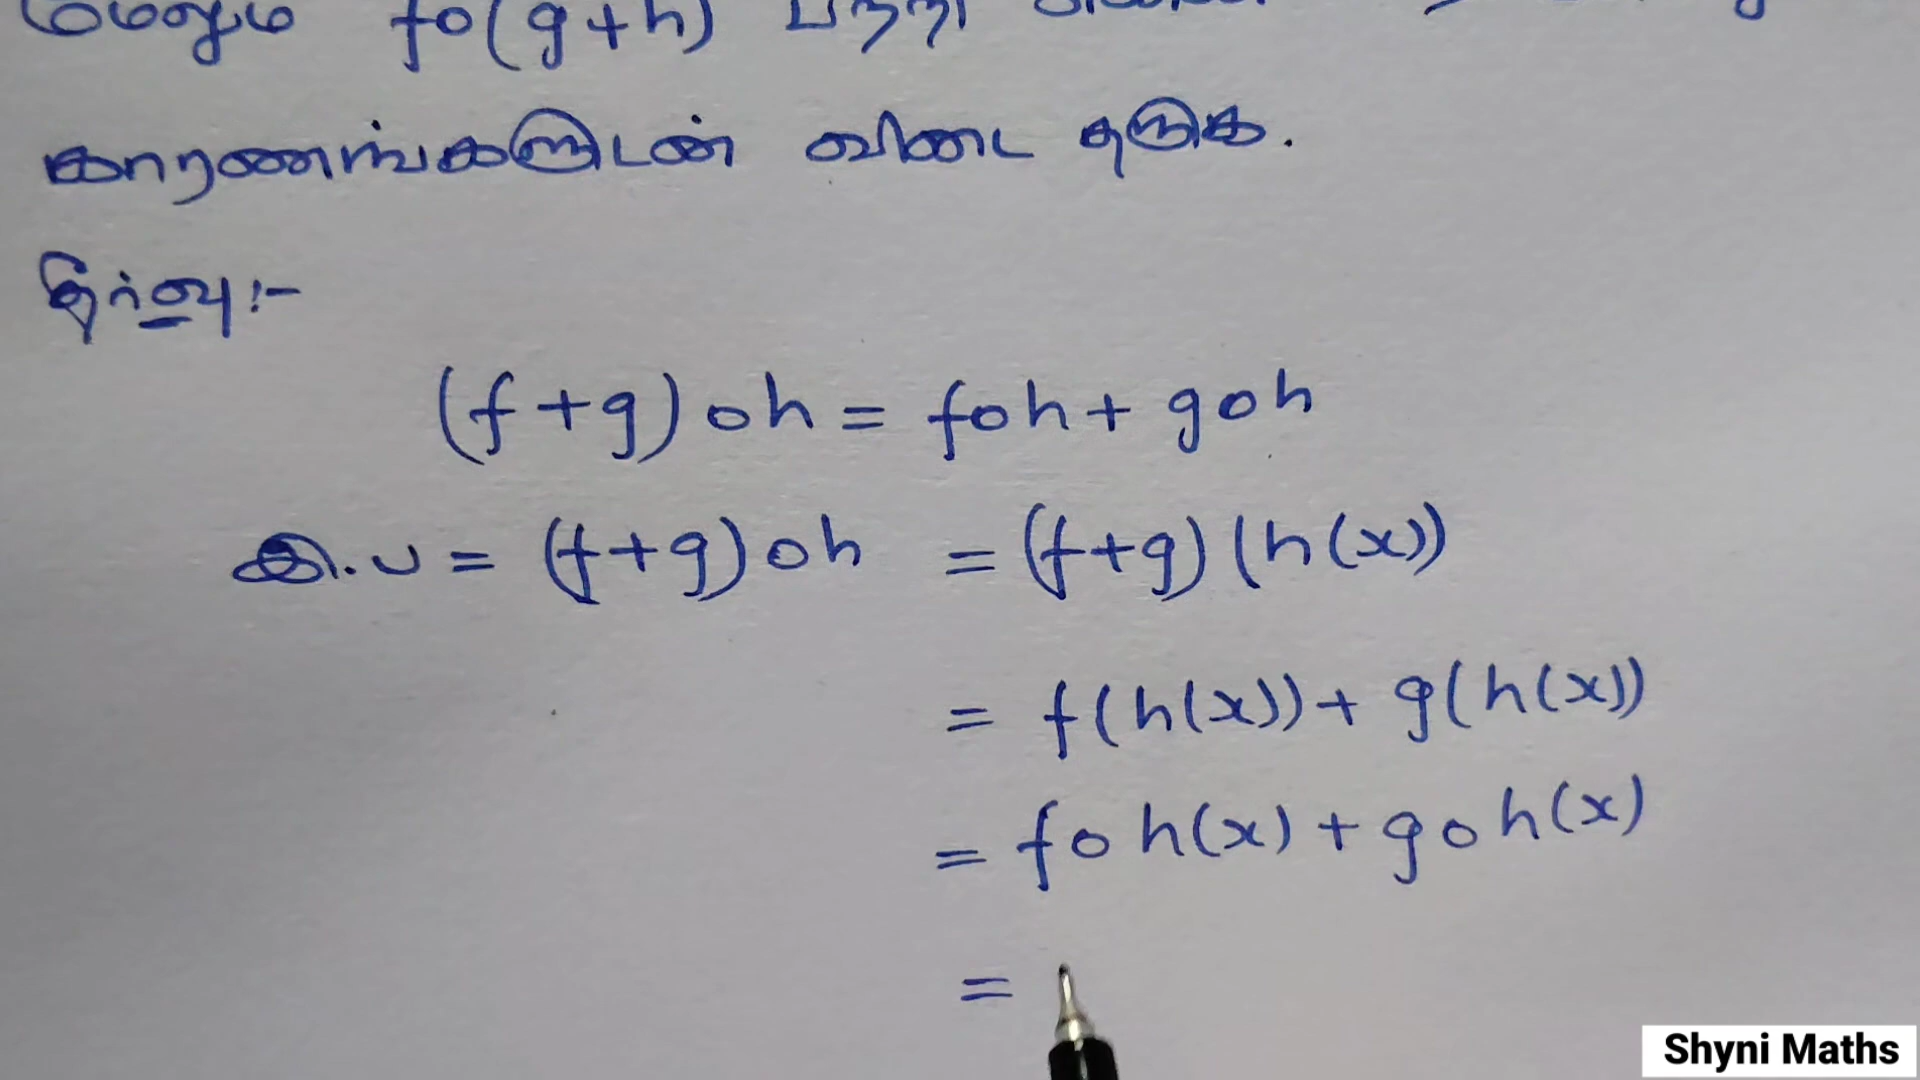 மேலும் fo(g+h) பற்றி
காரணங்களுடன் விடை தருக.
தீர்வு:-
(f+g)oh = foh + goh
இ.ப = (f+g)oh = (f+g)(h(x))
= f(h(x)) + g(h(x))
= foh(x) + goh(x)
=
Shyni Maths